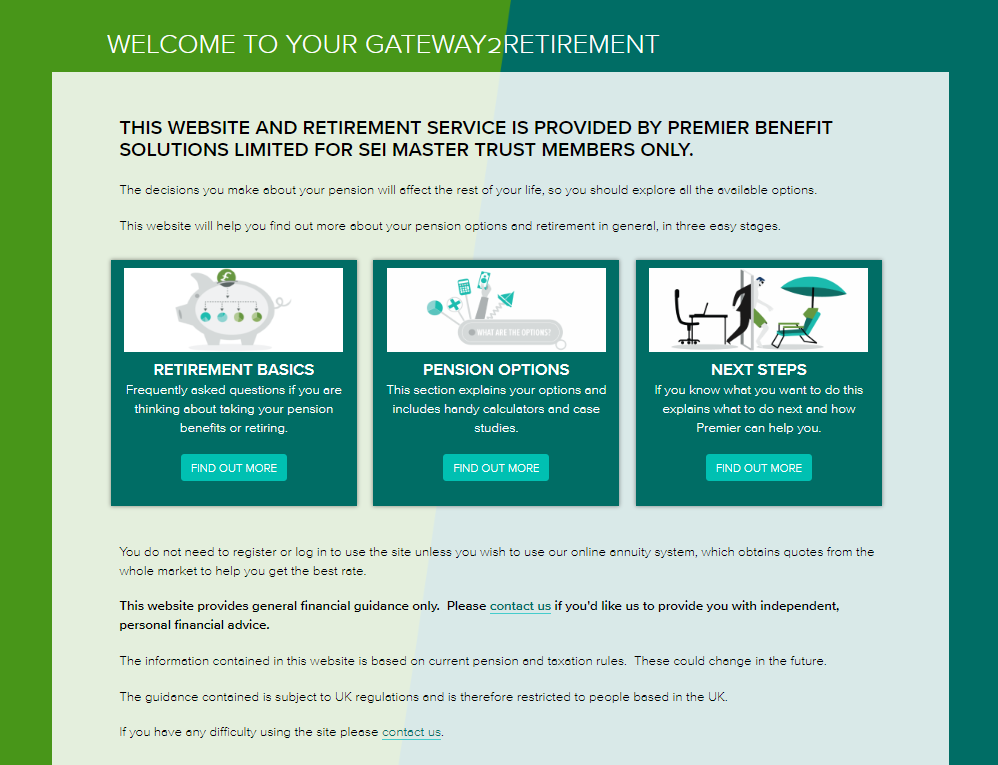 WELCOME TO YOUR GATEWAY2RETIREMENT
THIS WEBSITE AND RETIREMENT SERVICE IS PROVIDED BY PREMIER BENEFIT
SOLUTIONS LIMITED FOR SEI MASTER TRUST MEMBERS ONLY.
The decisions you make about your pension will affect the rest of your life, so you should explore all the available options.
This website will help you find out more about your pension options and retirement in general, in three easy stages.
£
RETIREMENT BASICS
Frequently asked questions if you are
thinking about taking your pension
benefits or retiring.
FIND OUT MORE
WHAT ARE THE OPTIONS?
PENSION OPTIONS
This section explains your options and
includes handy calculators and case
studies.
FIND OUT MORE
NEXT STEPS
If you know what you want to do this
explains what to do next and how
Premier can help you.
FIND OUT MORE
You do not need to register or log in to use the site unless you wish to use our online annuity system, which obtains quotes from the
whole market to help you get the best rate.
This website provides general financial guidance only.  Please contact us if you'd like us to provide you with independent,
personal financial advice.
The information contained in this website is based on current pension and taxation rules.  These could change in the future.
The guidance contained is subject to UK regulations and is therefore restricted to people based in the UK.
If you have any difficulty using the site please contact us.